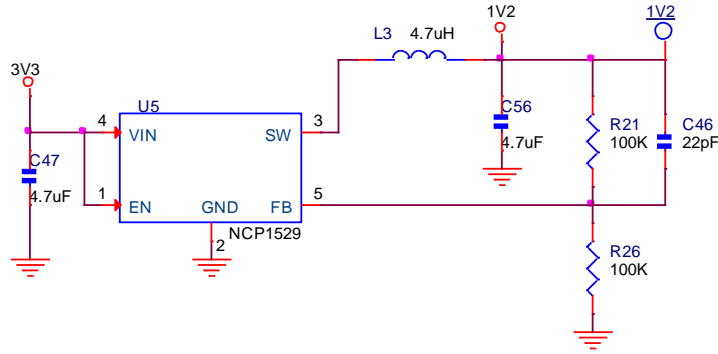 1V2
1V2
L3 4.7uH
3V3
U5
4 VIN SW 3
C47
4.7uF
C56
4.7uF
R21
100K
C46
22pF
1 EN GND FB 5
2
NCP1529
R26
100K